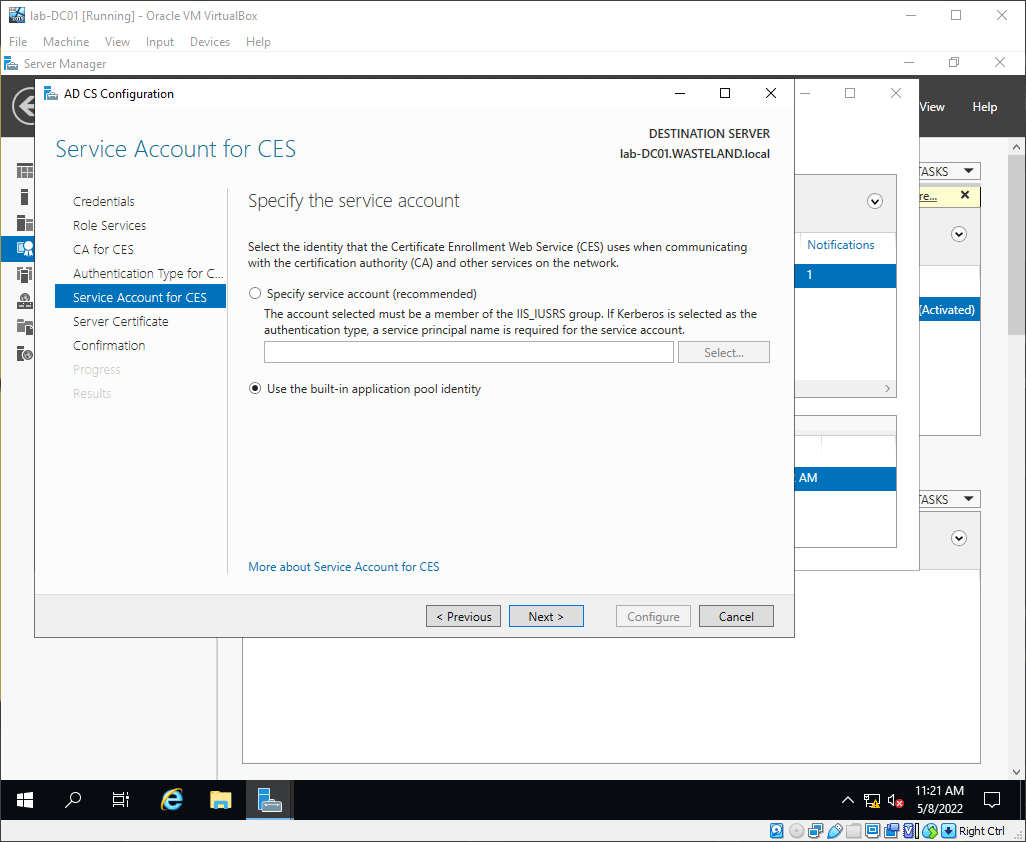 lab-DC01 [Running] - Oracle VM VirtualBox
File Machine View Input Devices Help
Server Manager
View Help
AD CS Configuration
Service Account for CES
DESTINATION SERVER
lab-DC01.WASTELAND.local
Credentials
Role Services
CA for CES
Authentication Type for C...
Service Account for CES
Server Certificate
Confirmation
Progress
Results
Specify the service account
Select the identity that the Certificate Enrollment Web Service (CES) uses when communicating
with the certification authority (CA) and other services on the network.
Specify service account (recommended)
The account selected must be a member of the IIS_IUSRS group. If Kerberos is selected as the
authentication type, a service principal name is required for the service account.
Select...
Use the built-in application pool identity
More about Service Account for CES
< Previous
Next >
Configure
Cancel
Notifications
1
AM
TASKS
re...
(Activated)
TASKS
11:21 AM
5/8/2022
Right Ctrl